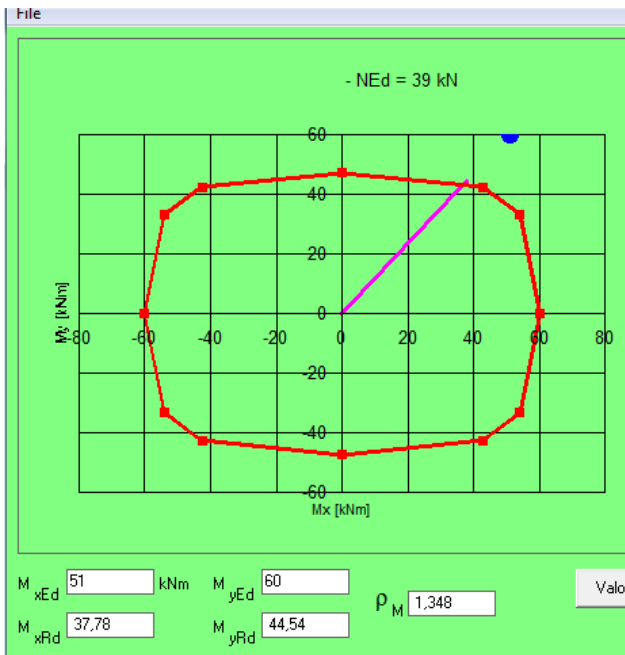 File
- NEd = 39 kN
60
40
20
0
-80 -60 -40 -20 0 20 40 60 80
-20
-40
-60
My [kNm]
Mx [kNm]
M xEd 51 kNm M yEd 60
ρ M 1,348 Valo
M xRd 37,78 M yRd 44,54